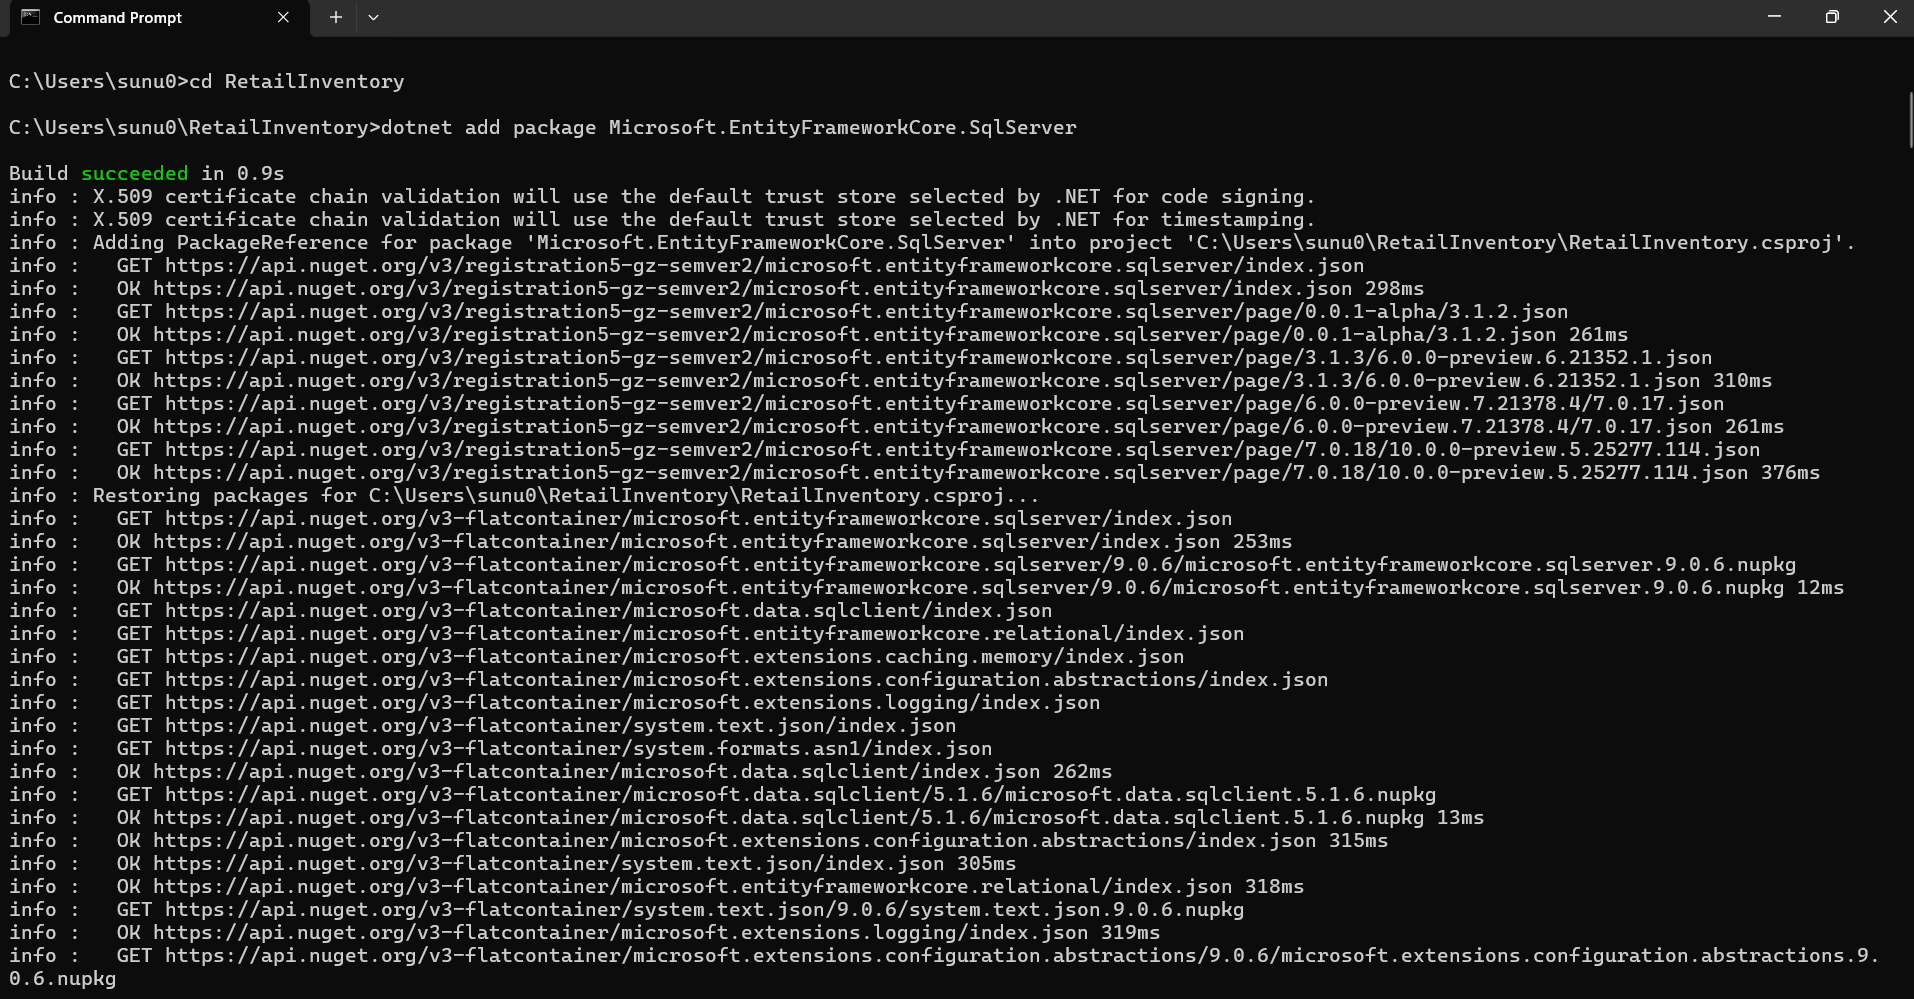 Command Prompt
C:\Users\sunu0>cd RetailInventory
C:\Users\sunu0\RetailInventory>dotnet add package Microsoft.EntityFrameworkCore.SqlServer
Build succeeded in 0.9s
info : X.509 certificate chain validation will use the default trust store selected by .NET for code signing.
info : X.509 certificate chain validation will use the default trust store selected by .NET for timestamping.
info : Adding PackageReference for package 'Microsoft.EntityFrameworkCore.SqlServer' into project 'C:\Users\sunu0\RetailInventory\RetailInventory.csproj'.
info :   GET https://api.nuget.org/v3/registration5-gz-semver2/microsoft.entityframeworkcore.sqlserver/index.json
info :   OK https://api.nuget.org/v3/registration5-gz-semver2/microsoft.entityframeworkcore.sqlserver/index.json 298ms
info :   GET https://api.nuget.org/v3/registration5-gz-semver2/microsoft.entityframeworkcore.sqlserver/page/0.0.1-alpha/3.1.2.json
info :   OK https://api.nuget.org/v3/registration5-gz-semver2/microsoft.entityframeworkcore.sqlserver/page/0.0.1-alpha/3.1.2.json 261ms
info :   GET https://api.nuget.org/v3/registration5-gz-semver2/microsoft.entityframeworkcore.sqlserver/page/3.1.3/6.0.0-preview.6.21352.1.json
info :   OK https://api.nuget.org/v3/registration5-gz-semver2/microsoft.entityframeworkcore.sqlserver/page/3.1.3/6.0.0-preview.6.21352.1.json 310ms
info :   GET https://api.nuget.org/v3/registration5-gz-semver2/microsoft.entityframeworkcore.sqlserver/page/6.0.0-preview.7.21378.4/7.0.17.json
info :   OK https://api.nuget.org/v3/registration5-gz-semver2/microsoft.entityframeworkcore.sqlserver/page/6.0.0-preview.7.21378.4/7.0.17.json 261ms
info :   GET https://api.nuget.org/v3/registration5-gz-semver2/microsoft.entityframeworkcore.sqlserver/page/7.0.18/10.0.0-preview.5.25277.114.json
info :   OK https://api.nuget.org/v3/registration5-gz-semver2/microsoft.entityframeworkcore.sqlserver/page/7.0.18/10.0.0-preview.5.25277.114.json 376ms
info : Restoring packages for C:\Users\sunu0\RetailInventory\RetailInventory.csproj...
info :   GET https://api.nuget.org/v3-flatcontainer/microsoft.entityframeworkcore.sqlserver/index.json
info :   OK https://api.nuget.org/v3-flatcontainer/microsoft.entityframeworkcore.sqlserver/index.json 253ms
info :   GET https://api.nuget.org/v3-flatcontainer/microsoft.entityframeworkcore.sqlserver/9.0.6/microsoft.entityframeworkcore.sqlserver.9.0.6.nupkg
info :   OK https://api.nuget.org/v3-flatcontainer/microsoft.entityframeworkcore.sqlserver/9.0.6/microsoft.entityframeworkcore.sqlserver.9.0.6.nupkg 12ms
info :   GET https://api.nuget.org/v3-flatcontainer/microsoft.data.sqlclient/index.json
info :   GET https://api.nuget.org/v3-flatcontainer/microsoft.entityframeworkcore.relational/index.json
info :   GET https://api.nuget.org/v3-flatcontainer/microsoft.extensions.caching.memory/index.json
info :   GET https://api.nuget.org/v3-flatcontainer/microsoft.extensions.configuration.abstractions/index.json
info :   GET https://api.nuget.org/v3-flatcontainer/microsoft.extensions.logging/index.json
info :   GET https://api.nuget.org/v3-flatcontainer/system.text.json/index.json
info :   GET https://api.nuget.org/v3-flatcontainer/system.formats.asn1/index.json
info :   OK https://api.nuget.org/v3-flatcontainer/microsoft.data.sqlclient/index.json 262ms
info :   GET https://api.nuget.org/v3-flatcontainer/microsoft.data.sqlclient/5.1.6/microsoft.data.sqlclient.5.1.6.nupkg
info :   OK https://api.nuget.org/v3-flatcontainer/microsoft.data.sqlclient/5.1.6/microsoft.data.sqlclient.5.1.6.nupkg 13ms
info :   OK https://api.nuget.org/v3-flatcontainer/microsoft.extensions.configuration.abstractions/index.json 315ms
info :   OK https://api.nuget.org/v3-flatcontainer/system.text.json/index.json 305ms
info :   OK https://api.nuget.org/v3-flatcontainer/microsoft.entityframeworkcore.relational/index.json 318ms
info :   GET https://api.nuget.org/v3-flatcontainer/system.text.json/9.0.6/system.text.json.9.0.6.nupkg
info :   OK https://api.nuget.org/v3-flatcontainer/microsoft.extensions.logging/index.json 319ms
info :   GET https://api.nuget.org/v3-flatcontainer/microsoft.extensions.configuration.abstractions/9.0.6/microsoft.extensions.configuration.abstractions.9.
0.6.nupkg